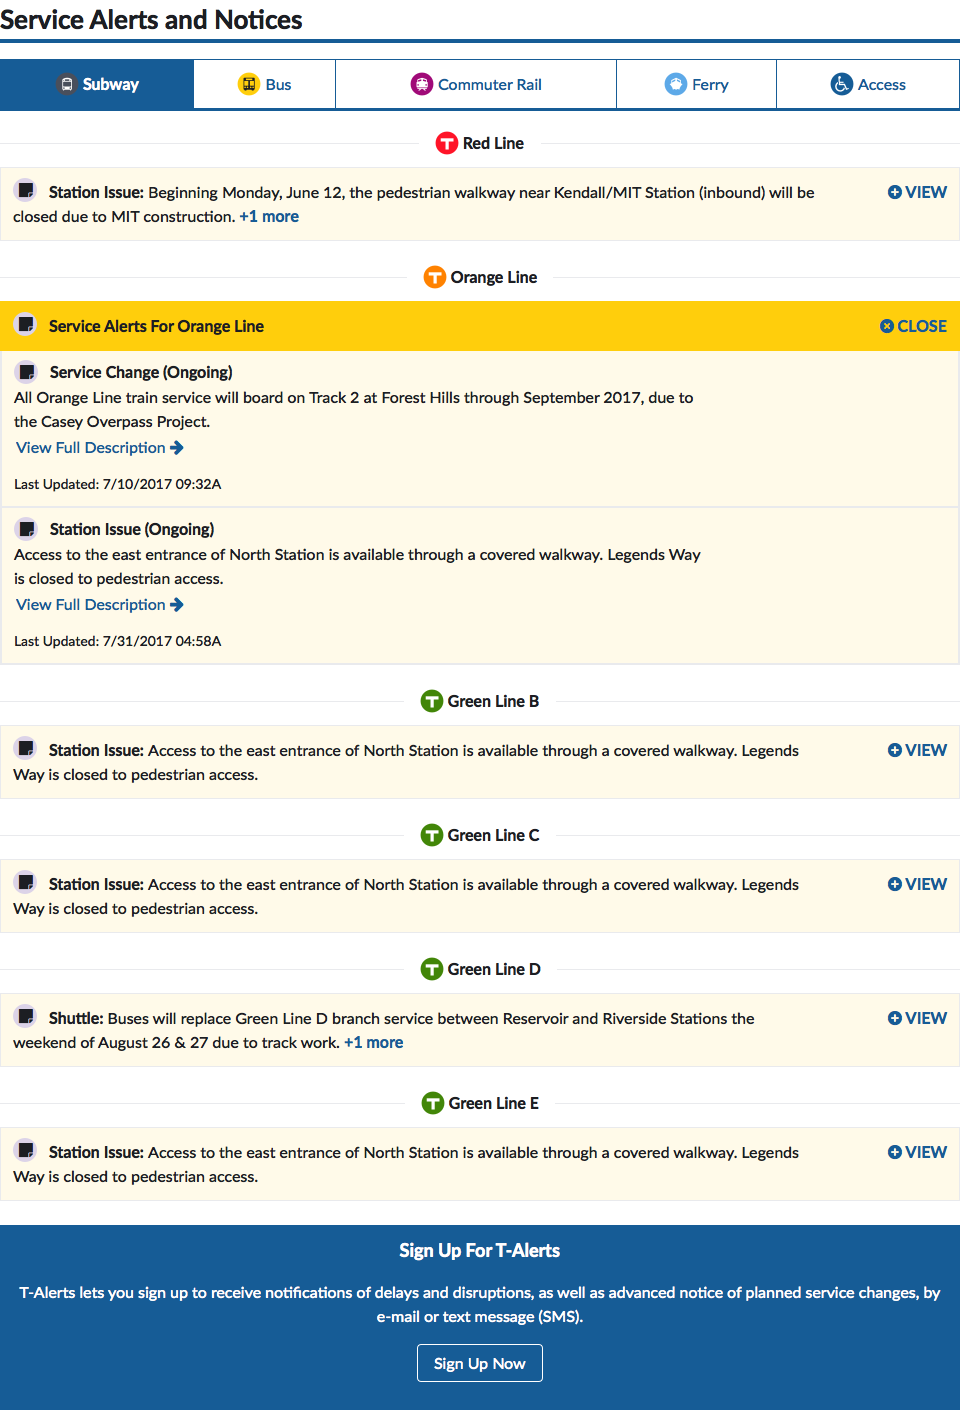 Service Alerts and Notices
Subway
Bus
Commuter Rail
Ferry
Access
T Red Line
Station Issue: Beginning Monday, June 12, the pedestrian walkway near Kendall/MIT Station (inbound) will be
VIEW
closed due to MIT construction. +1 more
T Orange Line
Service Alerts For Orange Line
CLOSE
Service Change (Ongoing)
All Orange Line train service will board on Track 2 at Forest Hills through September 2017, due to
the Casey Overpass Project.
View Full Description
Last Updated: 7/10/2017 09:32A
Station Issue (Ongoing)
Access to the east entrance of North Station is available through a covered walkway. Legends Way
is closed to pedestrian access.
View Full Description
Last Updated: 7/31/2017 04:58A
T Green Line B
Station Issue: Access to the east entrance of North Station is available through a covered walkway. Legends
VIEW
Way is closed to pedestrian access.
T Green Line C
Station Issue: Access to the east entrance of North Station is available through a covered walkway. Legends
VIEW
Way is closed to pedestrian access.
T Green Line D
Shuttle: Buses will replace Green Line D branch service between Reservoir and Riverside Stations the
VIEW
weekend of August 26 & 27 due to track work. +1 more
T Green Line E
Station Issue: Access to the east entrance of North Station is available through a covered walkway. Legends
VIEW
Way is closed to pedestrian access.
Sign Up For T-Alerts
T-Alerts lets you sign up to receive notifications of delays and disruptions, as well as advanced notice of planned service changes, by
e-mail or text message (SMS).
Sign Up Now